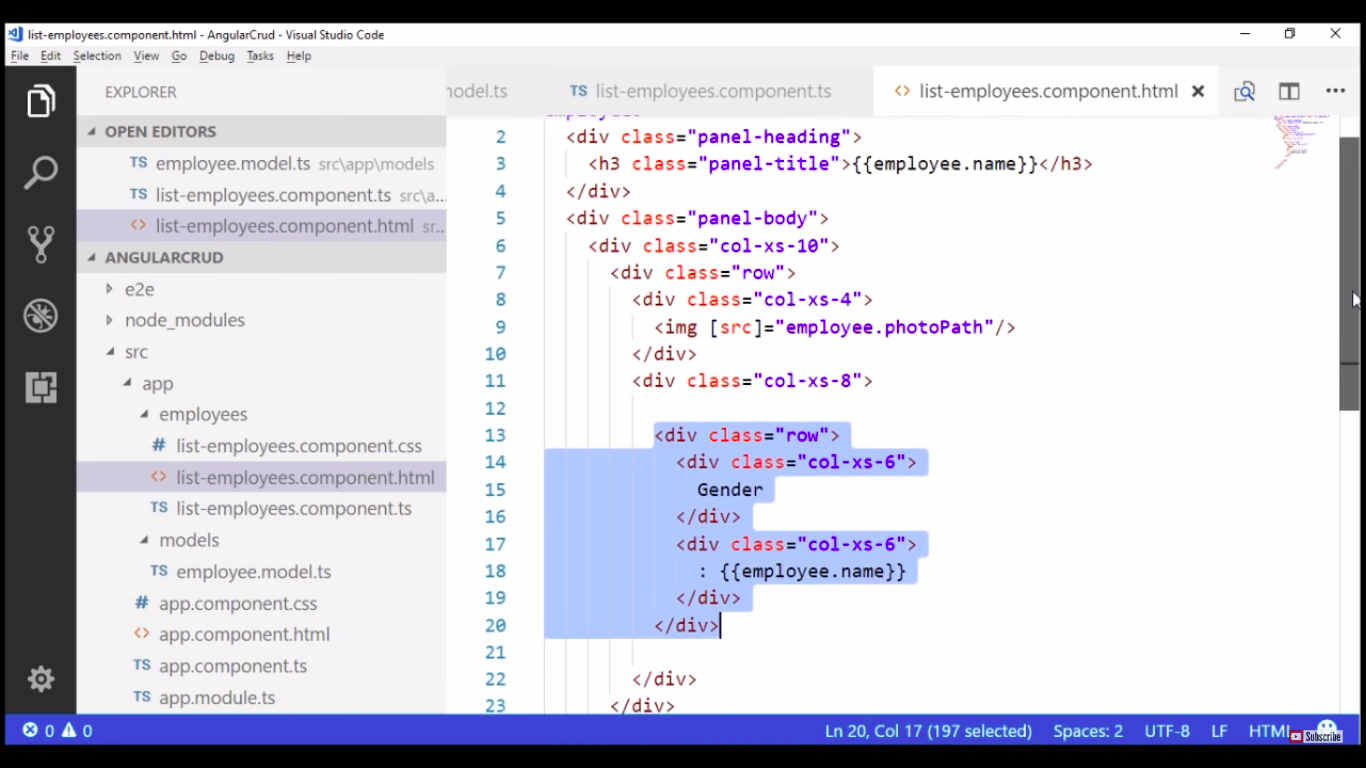 list-employees.component.html - AngularCrud - Visual Studio Code
File Edit Selection View Go Debug Tasks Help
EXPLORER
OPEN EDITORS
TS employee.model.ts src\app\models
TS list-employees.component.ts src\a...
<> list-employees.component.html sr...
ANGULARCRUD
e2e
node_modules
src
app
employees
# list-employees.component.css
<> list-employees.component.html
TS list-employees.component.ts
models
TS employee.model.ts
# app.component.css
<> app.component.html
TS app.component.ts
TS app.module.ts
model.ts TS list-employees.component.ts <> list-employees.component.html
2 <div class="panel-heading">
3 <h3 class="panel-title">{{employee.name}}</h3>
4 </div>
5 <div class="panel-body">
6 <div class="col-xs-10">
7 <div class="row">
8 <div class="col-xs-4">
9 <img [src]="employee.photoPath"/>
10 </div>
11 <div class="col-xs-8">
12
13 <div class="row">
14 <div class="col-xs-6">
15 Gender
16 </div>
17 <div class="col-xs-6">
18 : {{employee.name}}
19 </div>
20 </div>
21
22 </div>
23 </div>
0 0 Ln 20, Col 17 (197 selected) Spaces: 2 UTF-8 LF HTML
Subscribe